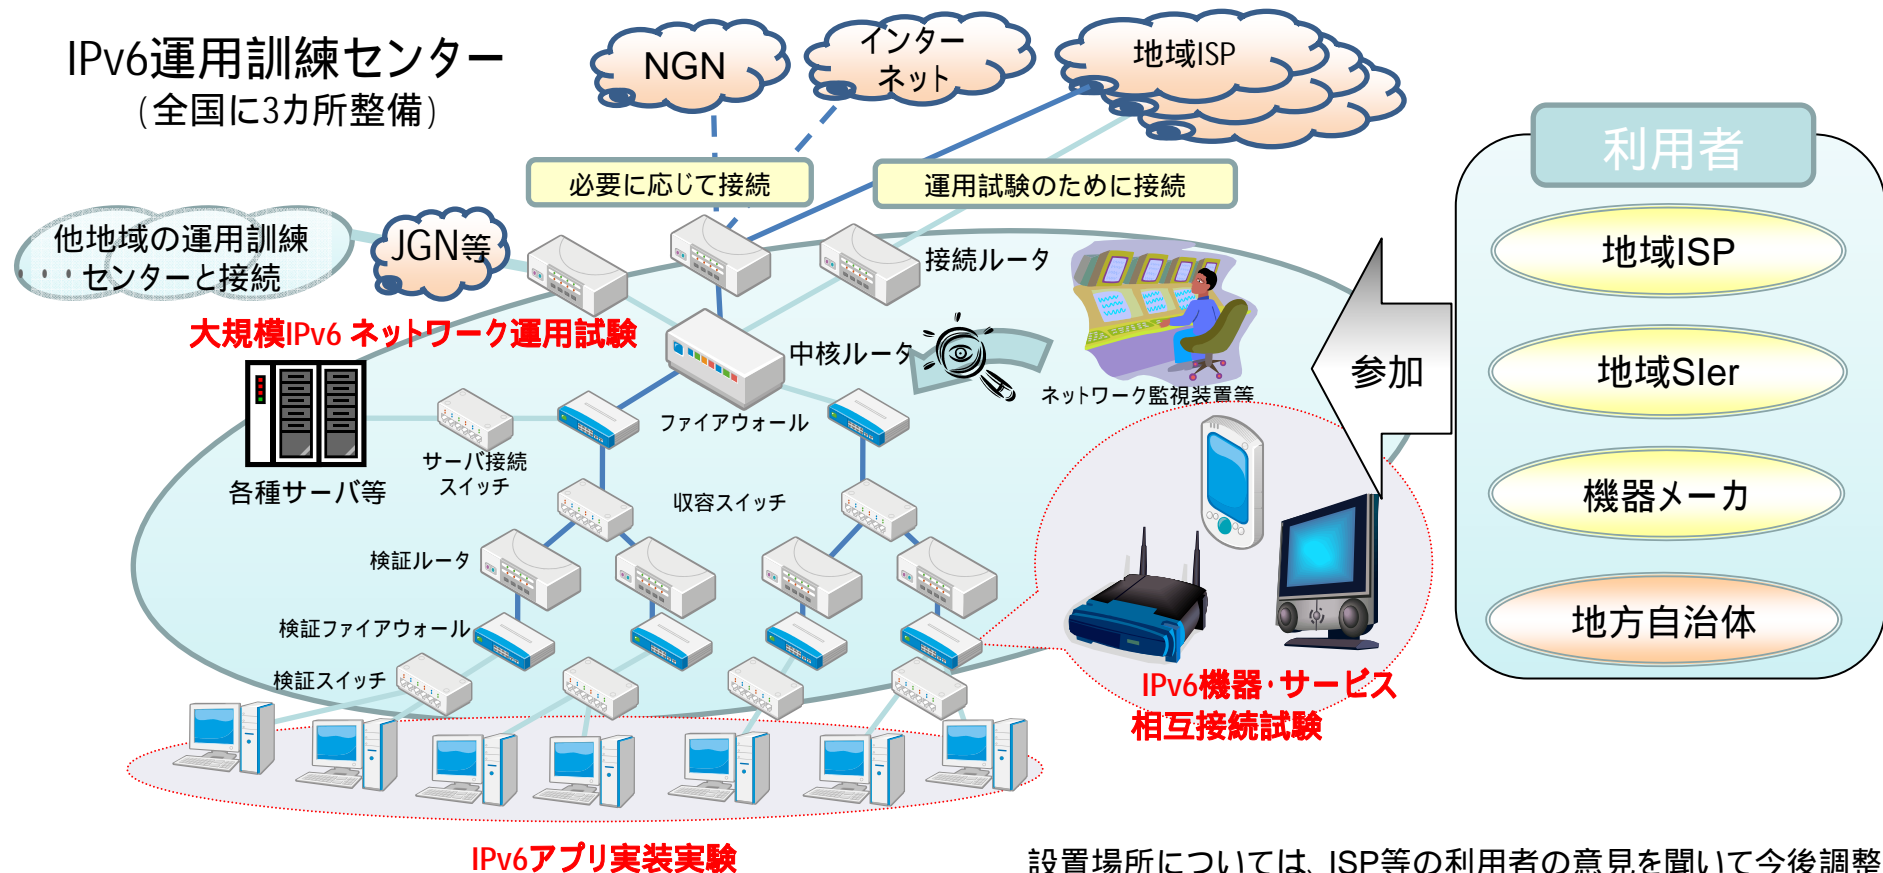 IPv6運用訓練センター
(全国に3カ所整備)
NGN
インター
ネット
地域ISP
必要に応じて接続
運用試験のために接続
利用者
他地域の運用訓練
・・・センターと接続
JGN等
接続ルータ
地域ISP
大規模IPv6 ネットワーク運用試験
中核ルータ
ネットワーク監視装置等
参加
地域SIer
ファイアウォール
サーバ接続
スイッチ
各種サーバ等
収容スイッチ
機器メーカ
検証ルータ
検証ファイアウォール
地方自治体
検証スイッチ
IPv6機器・サービス
相互接続試験
IPv6アプリ実装実験
設置場所については、ISP等の利用者の意見を聞いて今後調整